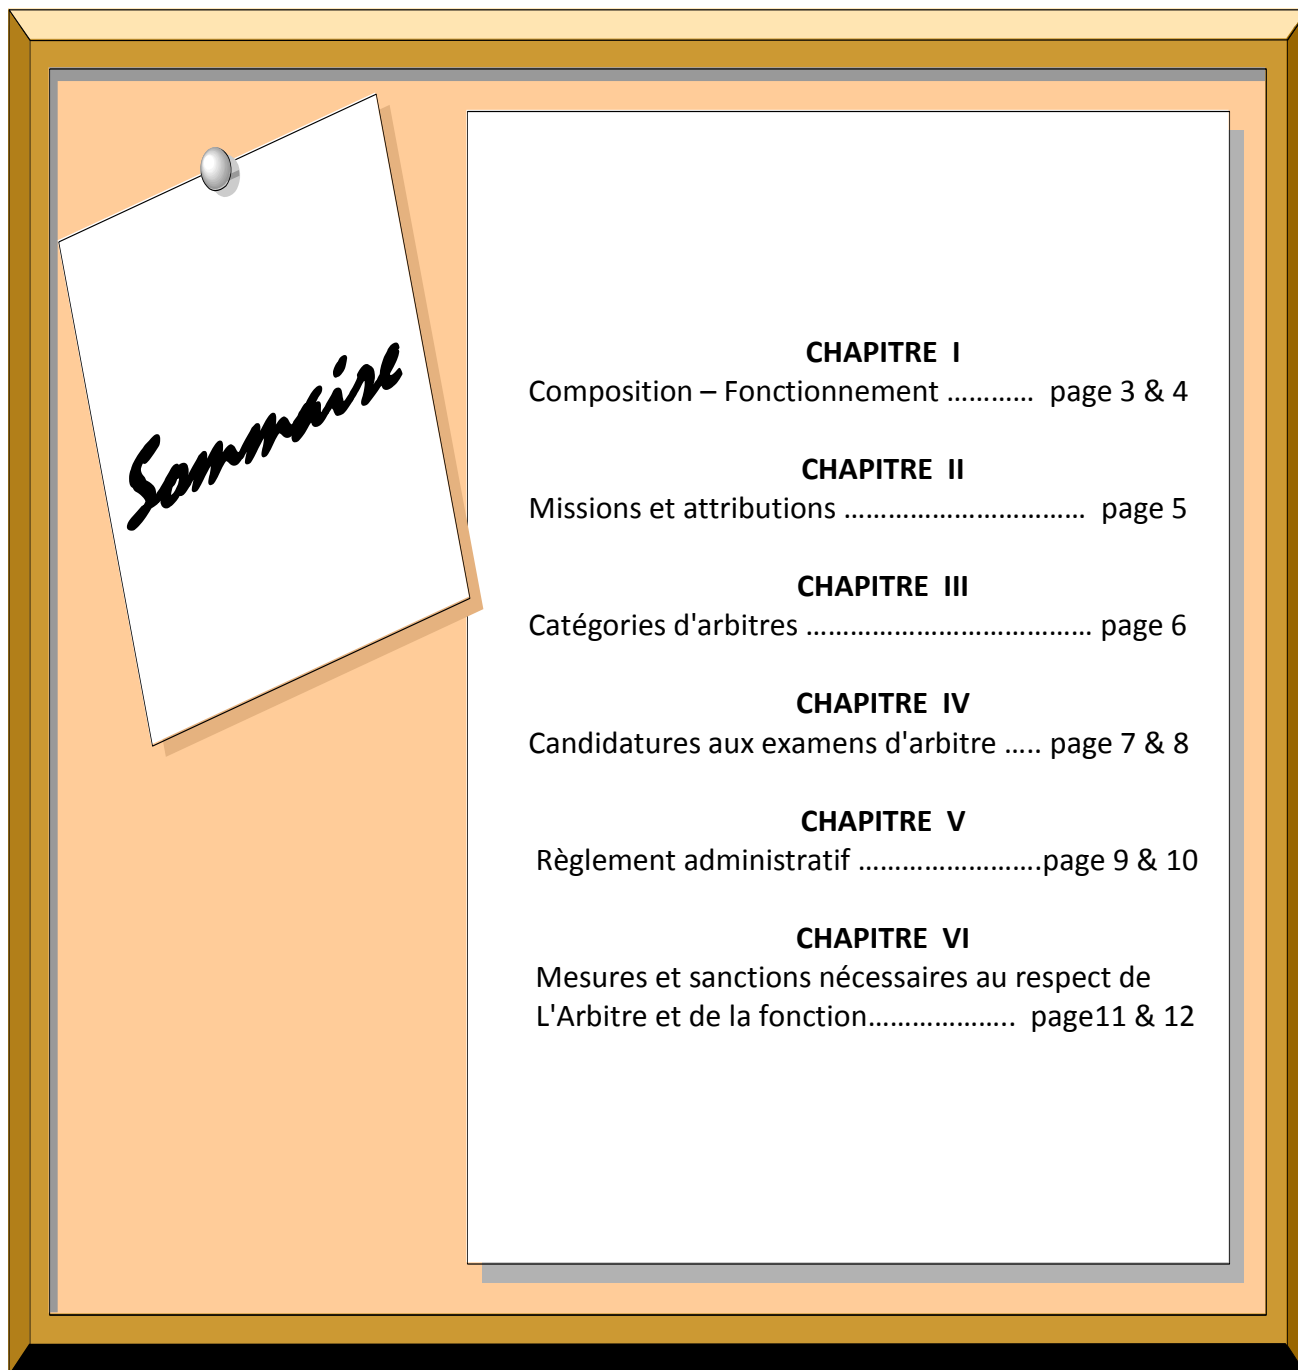 Sommaire
CHAPITRE I
Composition – Fonctionnement ………… page 3 & 4
CHAPITRE II
Missions et attributions …………………………… page 5
CHAPITRE III
Catégories d'arbitres ………………………………… page 6
CHAPITRE IV
Candidatures aux examens d'arbitre ….. page 7 & 8
CHAPITRE V
Règlement administratif …………………….page 9 & 10
CHAPITRE VI
Mesures et sanctions nécessaires au respect de
L'Arbitre et de la fonction……………….. page11 & 12